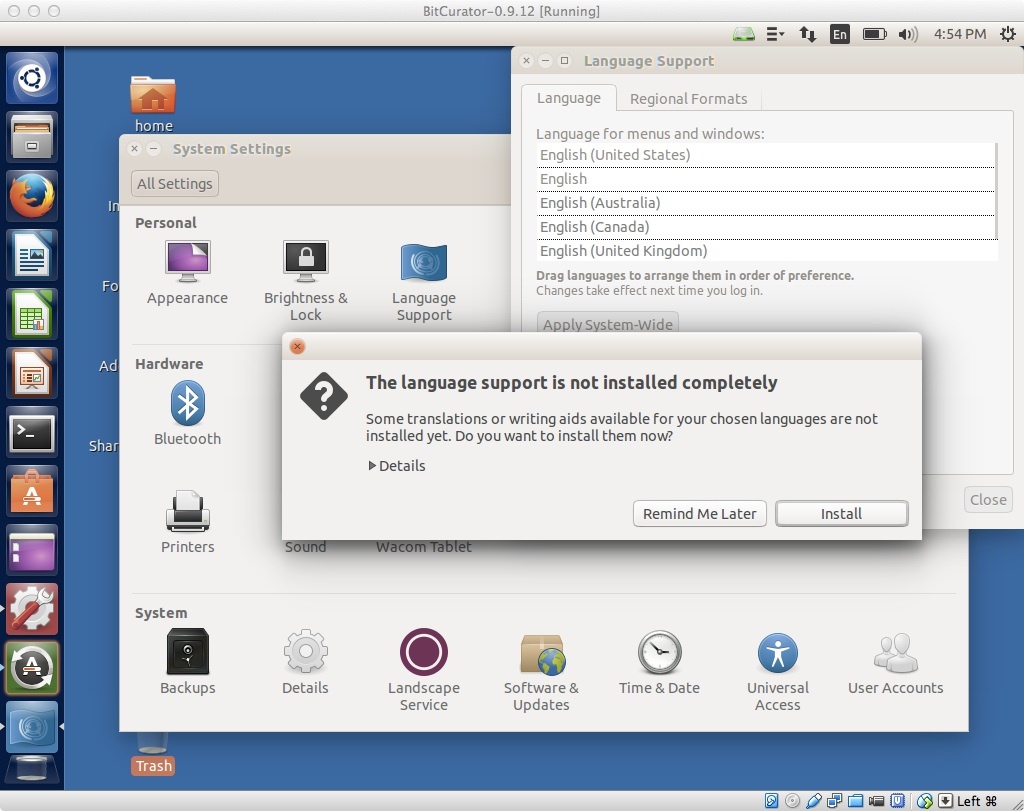 BitCurator-0.9.12 [Running]
En
4:54 PM
home
Language Support
Language
Regional Formats
Language for menus and windows:
English (United States)
English
English (Australia)
English (Canada)
English (United Kingdom)
Drag languages to arrange them in order of preference.
Changes take effect next time you log in.
Apply System-Wide
Close
System Settings
All Settings
Personal
Appearance
Brightness &
Lock
Language
Support
Hardware
Bluetooth
Printers
Sound
Wacom Tablet
The language support is not installed completely
Some translations or writing aids available for your chosen languages are not
installed yet. Do you want to install them now?
Details
Remind Me Later
Install
System
Backups
Details
Landscape
Service
Software &
Updates
Time & Date
Universal
Access
User Accounts
In
Fo
Ad
Shar
Trash
Left ⌘